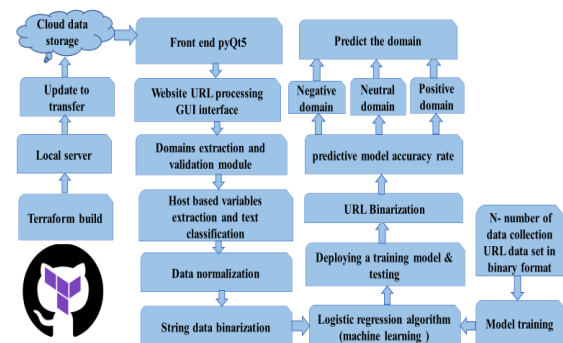 Cloud data
storage
Update to
transfer
Local server
Terraform build
Front end pyQt5
Website URL processing
GUI interface
Domains extraction and
validation module
Host based variables
extraction and text
classification
Data normalization
String data binarization
Predict the domain
Negative
domain
Neutral
domain
Positive
domain
predictive model accuracy rate
URL Binarization
Deploying a training model &
testing
Logistic regression algorithm
(machine learning )
N- number of
data collection
URL data set in
binary format
Model training